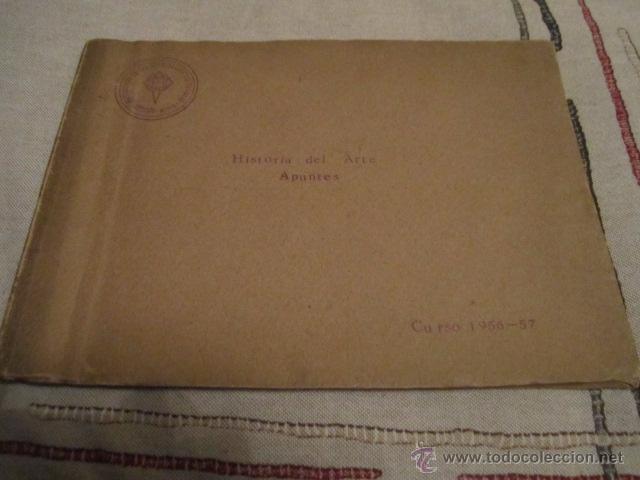 Historia del Arte
Apuntes
Curso 1956-57
www.todocoleccion.net